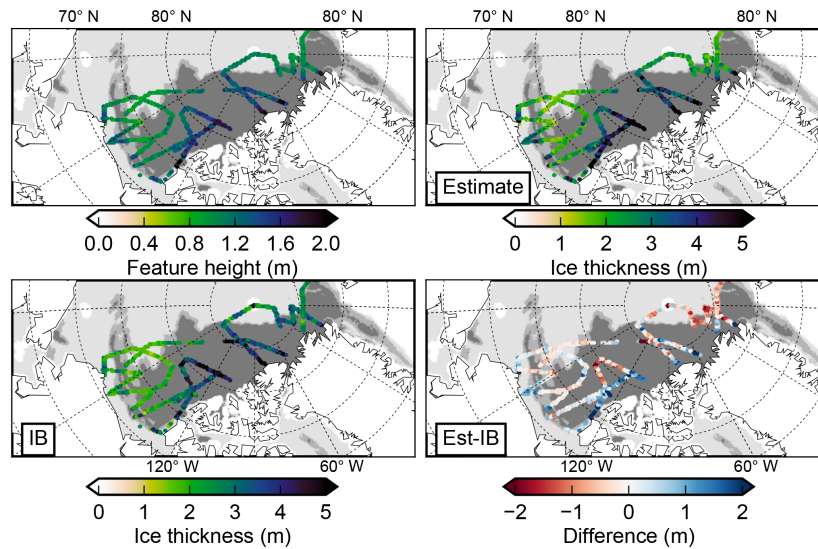 70° N 80° N 80° N
70° N 80° N 80° N
Estimate
0.0 0.4 0.8 1.2 1.6 2.0
Feature height (m)
0 1 2 3 4 5
Ice thickness (m)
IB
Est-IB
120°W 60°W
120°W 60°W
0 1 2 3 4 5
Ice thickness (m)
−2 −1 0 1 2
Difference (m)